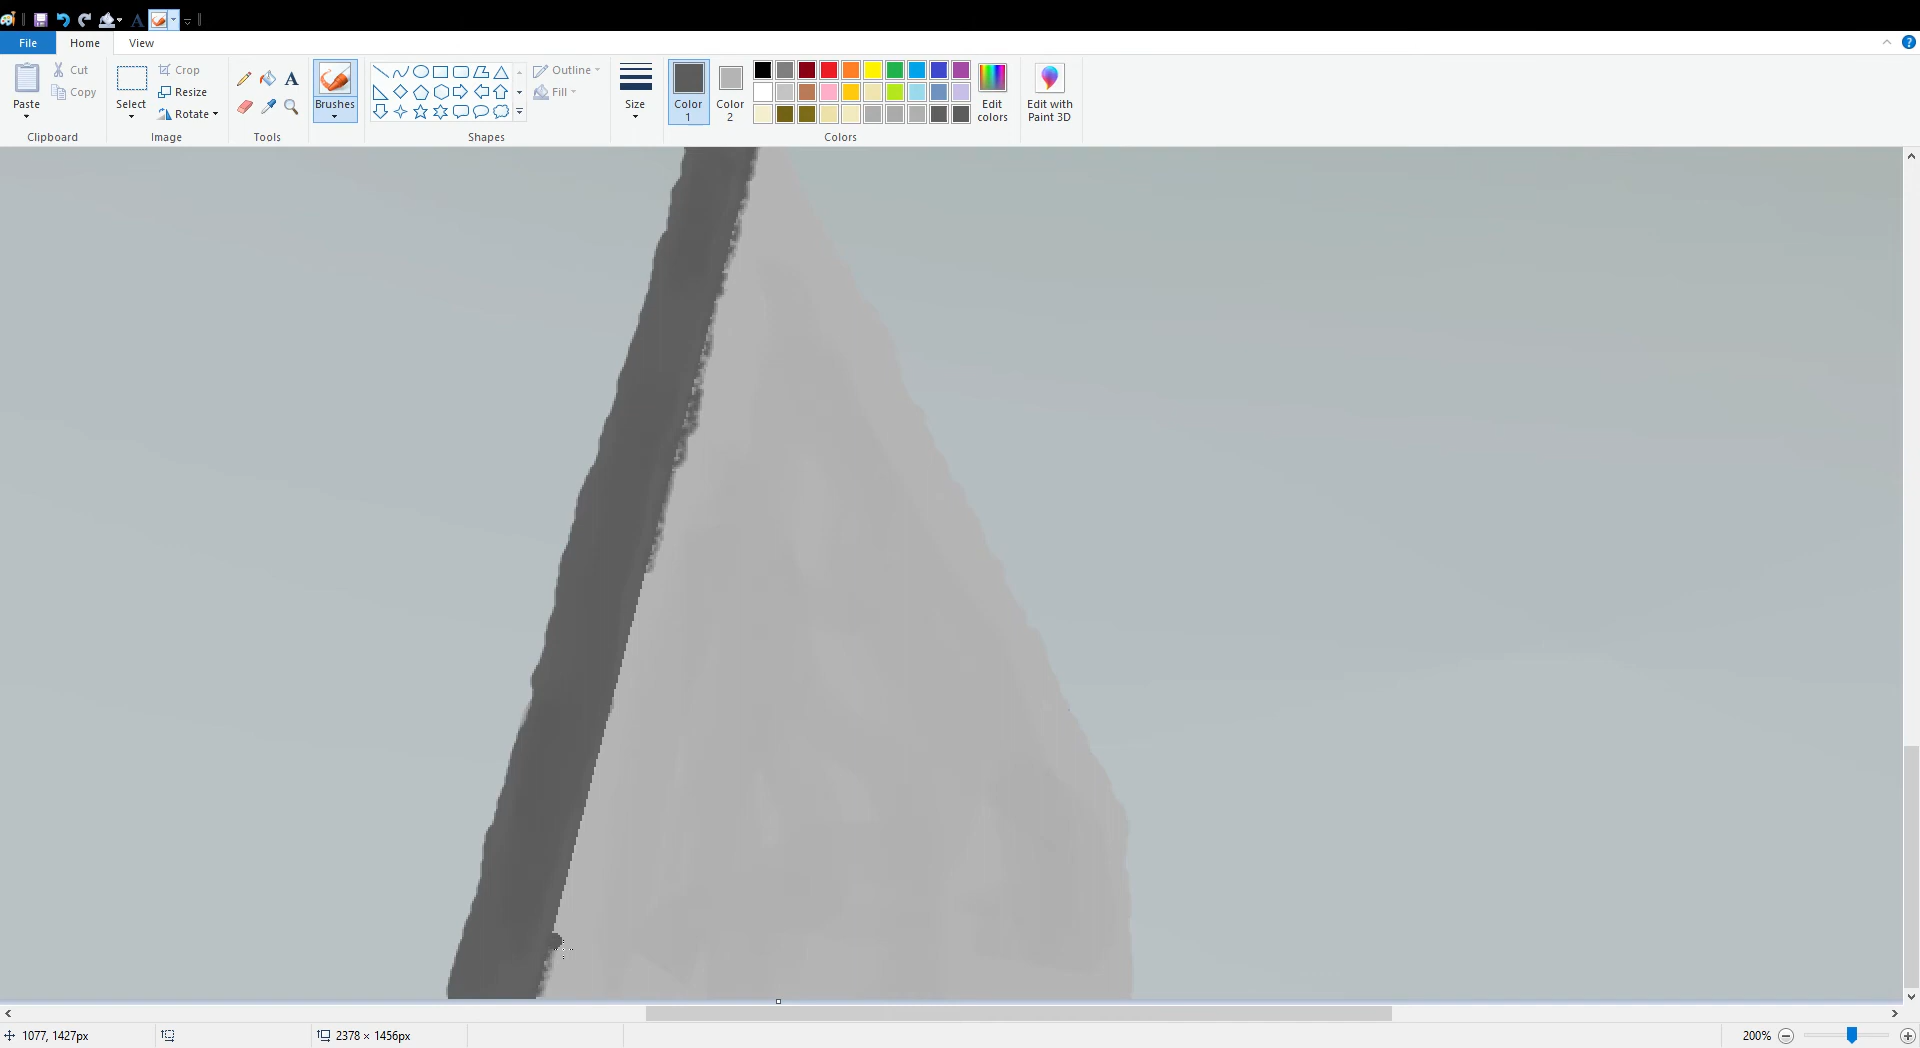 File Home View
Paste
Cut
Copy
Clipboard
Select
Crop
Resize
Rotate
Image
Tools
Brushes
Shapes
Outline
Fill
Size
Color 1
Color 2
Edit colors
Colors
Edit with Paint 3D
1077, 1427px
2378 × 1456px
200%